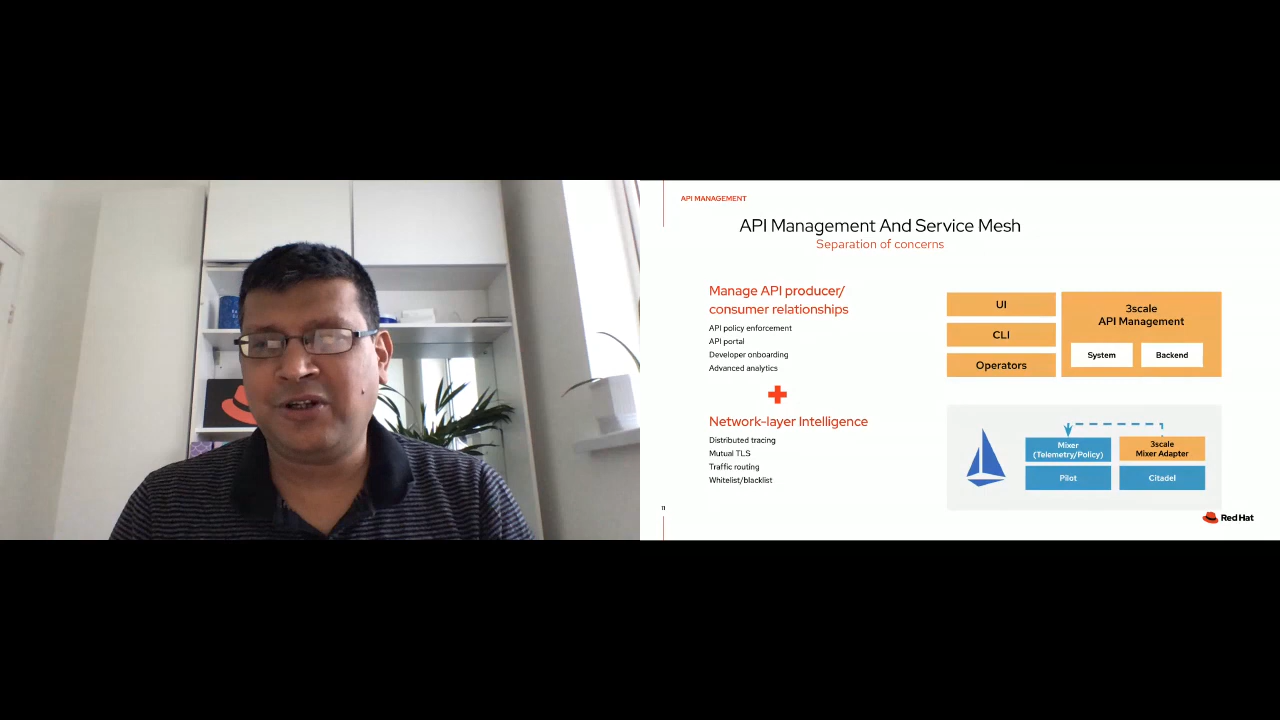 API MANAGEMENT
API Management And Service Mesh
Separation of concerns
Manage API producer/
consumer relationships
API policy enforcement
API portal
Developer onboarding
Advanced analytics
Network-layer Intelligence
Distributed tracing
Mutual TLS
Traffic routing
Whitelist/blacklist
UI
CLI
Operators
3scale
API Management
System
Backend
Mixer
(Telemetry/Policy)
3scale
Mixer Adapter
Pilot
Citadel
11
Red Hat